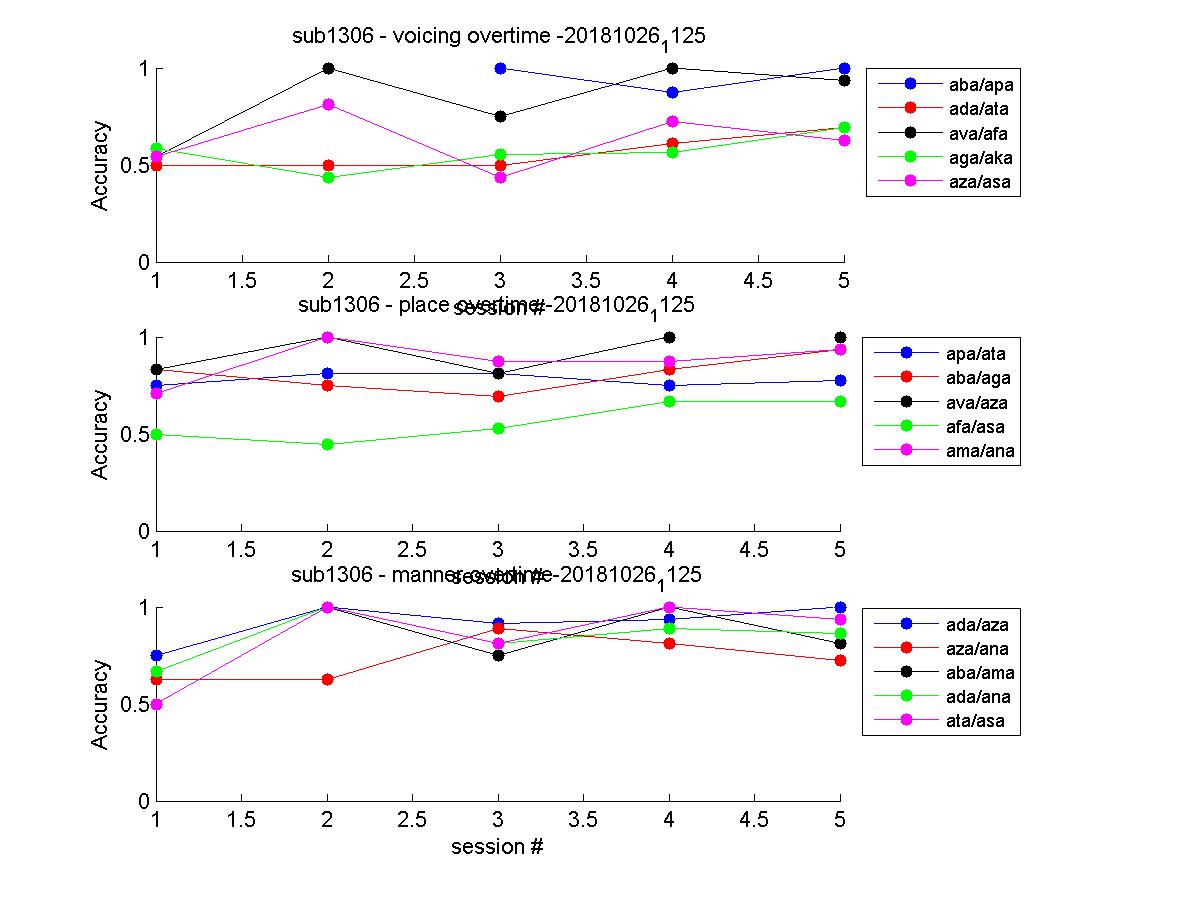 sub1306 - voicing overtime -20181026₁125
1
0.5
0
Accuracy
1 1.5 2 2.5 3 3.5 4 4.5 5
session #
aba/apa
ada/ata
ava/afa
aga/aka
aza/asa
sub1306 - place overtime -20181026₁125
1
0.5
0
Accuracy
1 1.5 2 2.5 3 3.5 4 4.5 5
session #
apa/ata
aba/aga
ava/aza
afa/asa
ama/ana
sub1306 - manner overtime -20181026₁125
1
0.5
0
Accuracy
1 1.5 2 2.5 3 3.5 4 4.5 5
session #
ada/aza
aza/ana
aba/ama
ada/ana
ata/asa